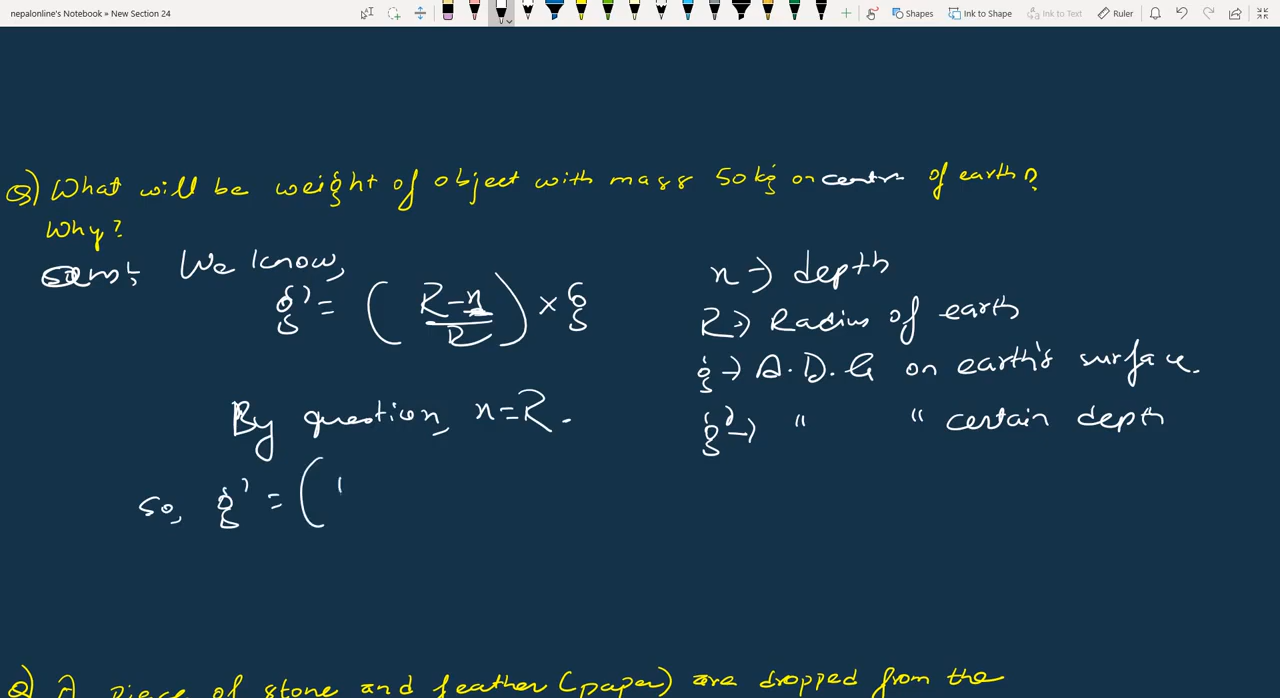 nepalonline's Notebook » New Section 24
Shapes Ink to Shape Ink to Text Ruler
Q) What will be weight of object with mass 50 kg on centre of earth?
Why?
We know,
g' = (R-x/R) × g
x → depth
R → Radius of earth
g → A.D.G on earth's surface.
g' → " " certain depth
By question, x = R.
So, g' = (
Q) A piece of stone and feather (paper) are dropped from the